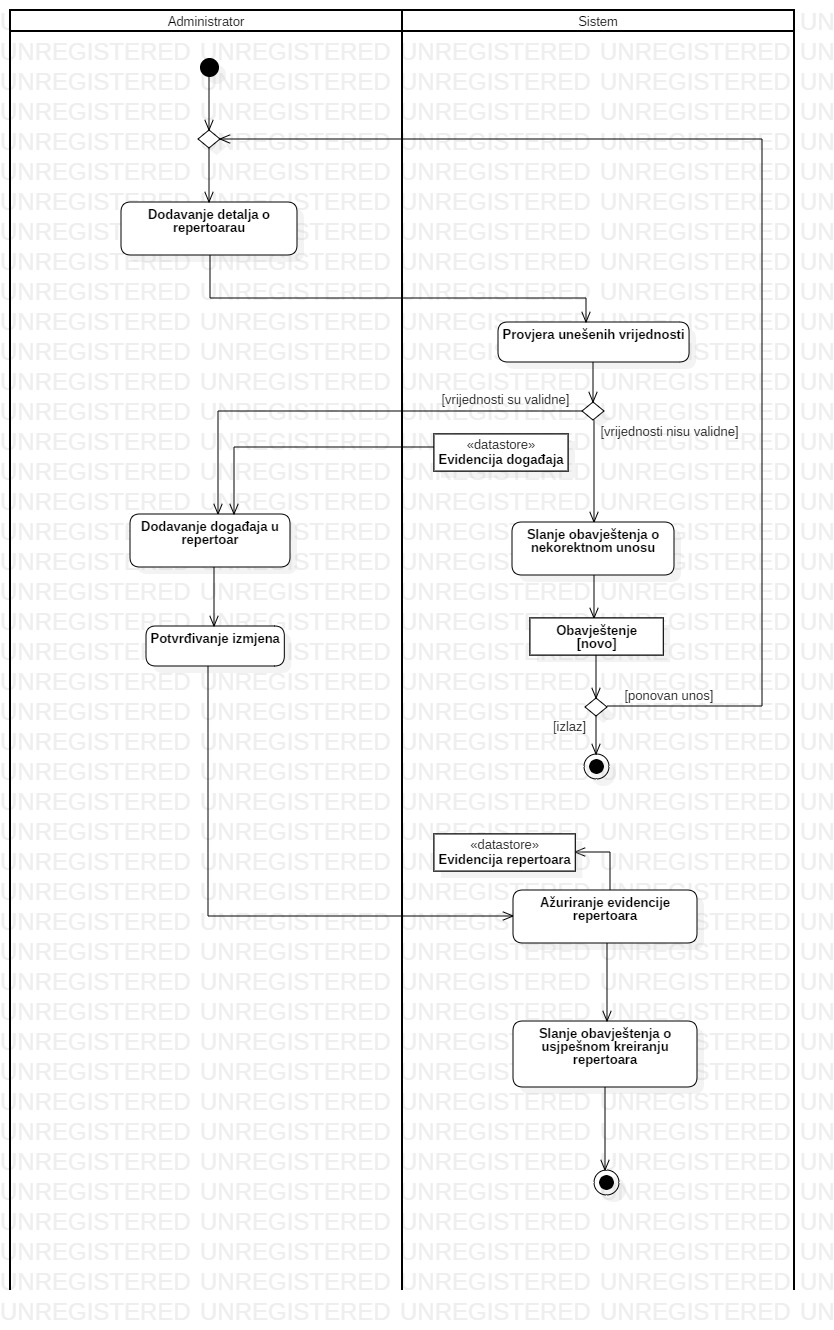 Administrator
Sistem
Dodavanje detalja o
repertoarau
Provjera unešenih vrijednosti
[vrijednosti su validne]
[vrijednosti nisu validne]
«datastore»
Evidencija događaja
Dodavanje događaja u
repertoar
Slanje obavještenja o
nekorektnom unosu
Potvrđivanje izmjena
Obavještenje
[novo]
[ponovan unos]
[izlaz]
«datastore»
Evidencija repertoara
Ažuriranje evidencije
repertoara
Slanje obavještenja o
usjpešnom kreiranju
repertoara
UNREGISTERED